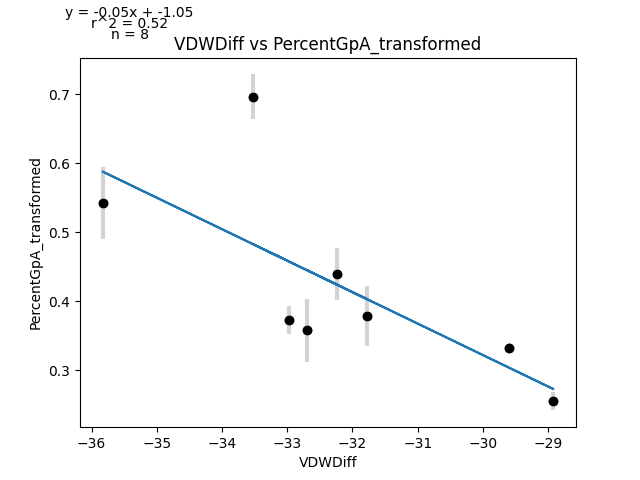 y = -0.05x + -1.05
r^2 = 0.52
n = 8
VDWDiff vs PercentGpA_transformed
PercentGpA_transformed
0.7
0.6
0.5
0.4
0.3
−36 −35 −34 −33 −32 −31 −30 −29
VDWDiff